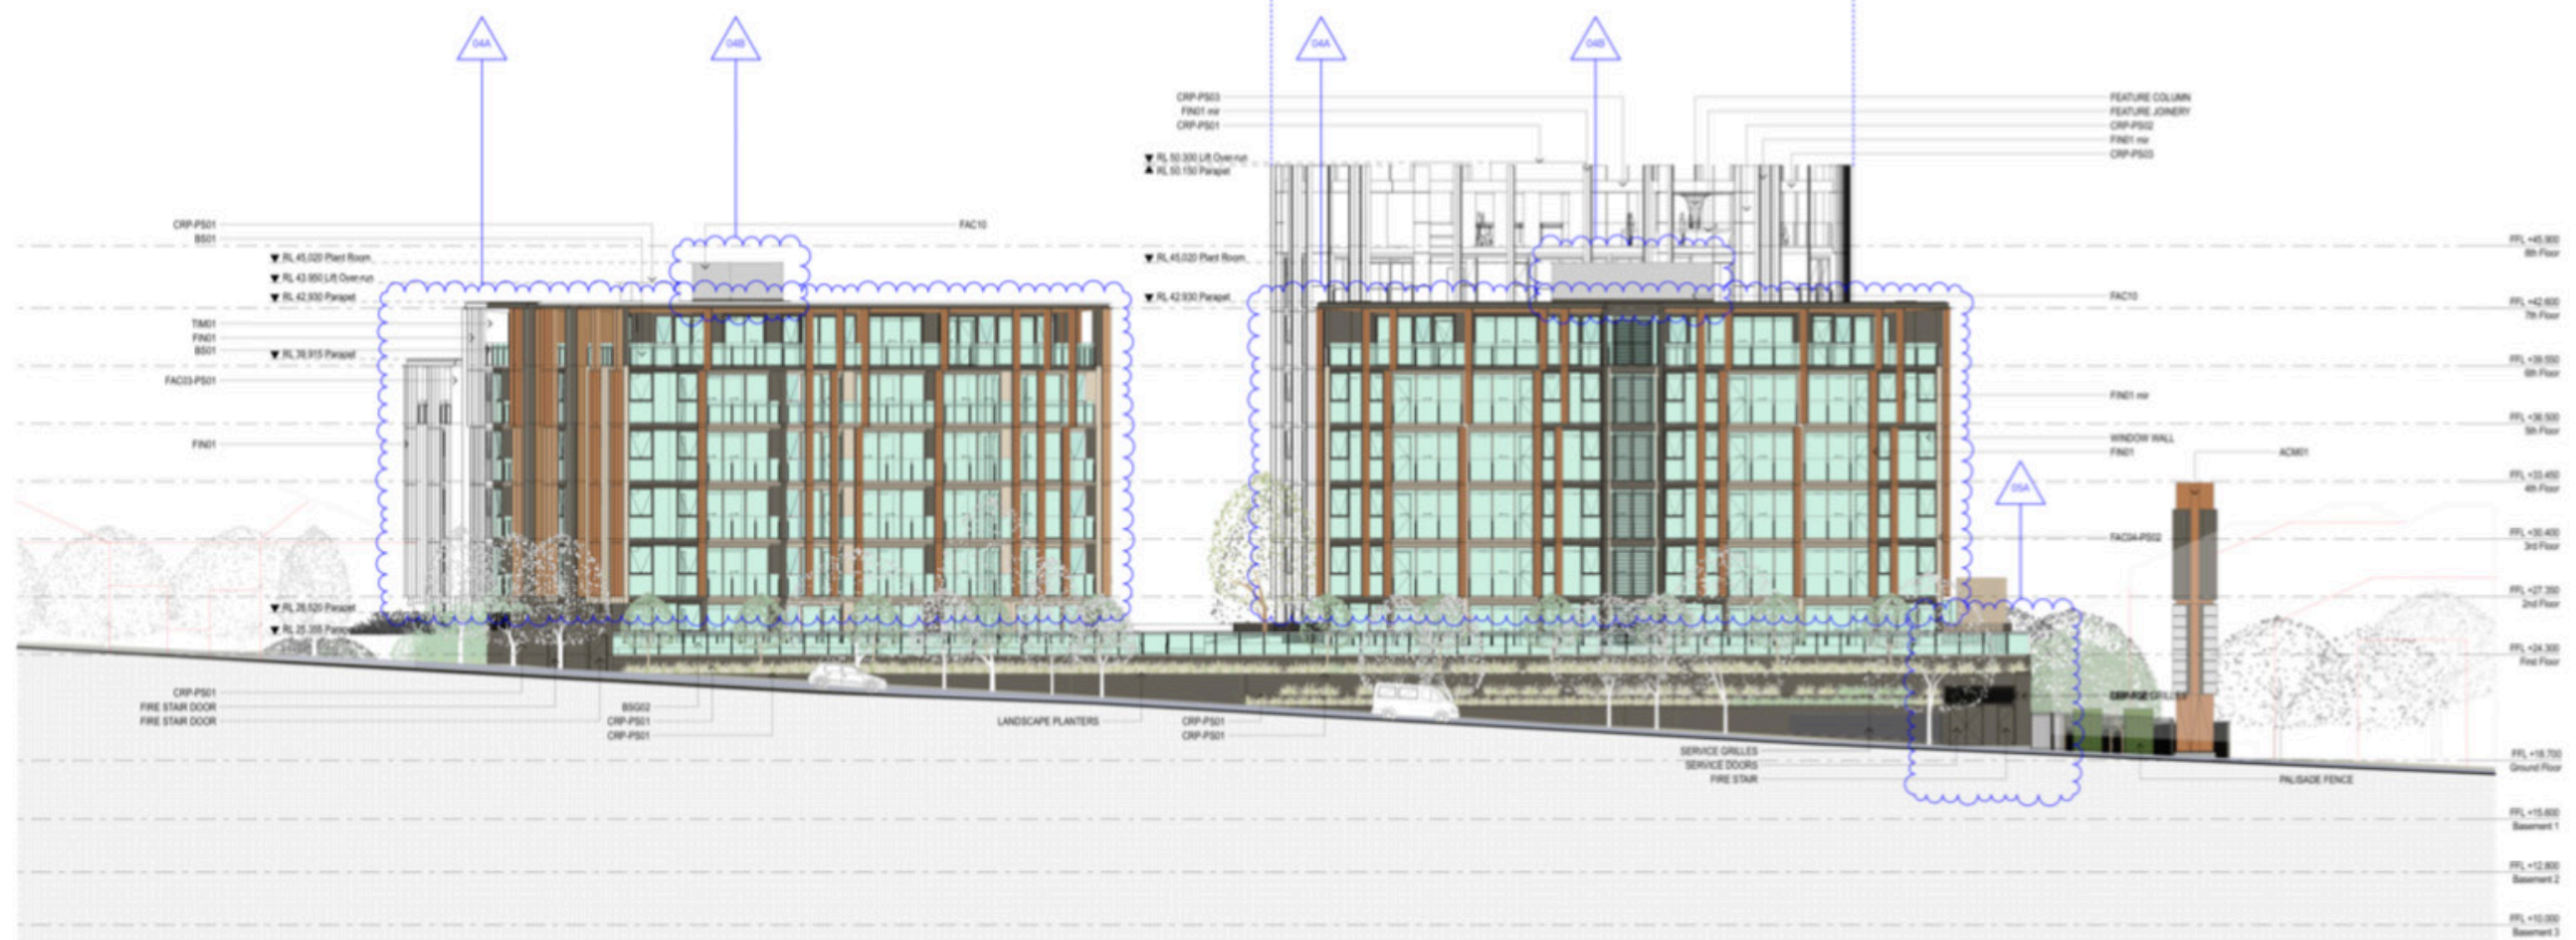 04A
04B
04A
04B
CRP-PS03
FIN01 mir
CRP-PS01
FEATURE COLUMN
FEATURE JOINERY
CRP-PS02
FIN01 mir
CRP-PS03
RL 50.300 Lift Over-run
RL 50.150 Parapet
CRP-PS01
BS01
FAC10
FFL +45.900
8th Floor
RL 45.020 Plant Room
RL 43.950 Lift Over-run
RL 42.930 Parapet
RL 45.020 Plant Room
RL 42.930 Parapet
FAC10
FFL +42.600
7th Floor
TIM01
FIN01
BS01
RL 39.915 Parapet
FAC03-PS01
FFL +39.550
6th Floor
FIN01 mir
FIN01
FFL +36.500
5th Floor
WINDOW WALL
FIN01
ACM01
05A
FFL +33.450
4th Floor
FAC04-PS02
FFL +30.400
3rd Floor
FFL +27.350
2nd Floor
RL 26.520 Parapet
RL 25.355 Parapet
FFL +24.300
First Floor
CRP-PS01
FIRE STAIR DOOR
FIRE STAIR DOOR
BSG02
CRP-PS01
CRP-PS01
LANDSCAPE PLANTERS
CRP-PS01
CRP-PS01
SERVICE GRILLES
SERVICE DOORS
FIRE STAIR
PALISADE FENCE
FFL +18.700
Ground Floor
FFL +15.600
Basement 1
FFL +12.800
Basement 2
FFL +10.000
Basement 3